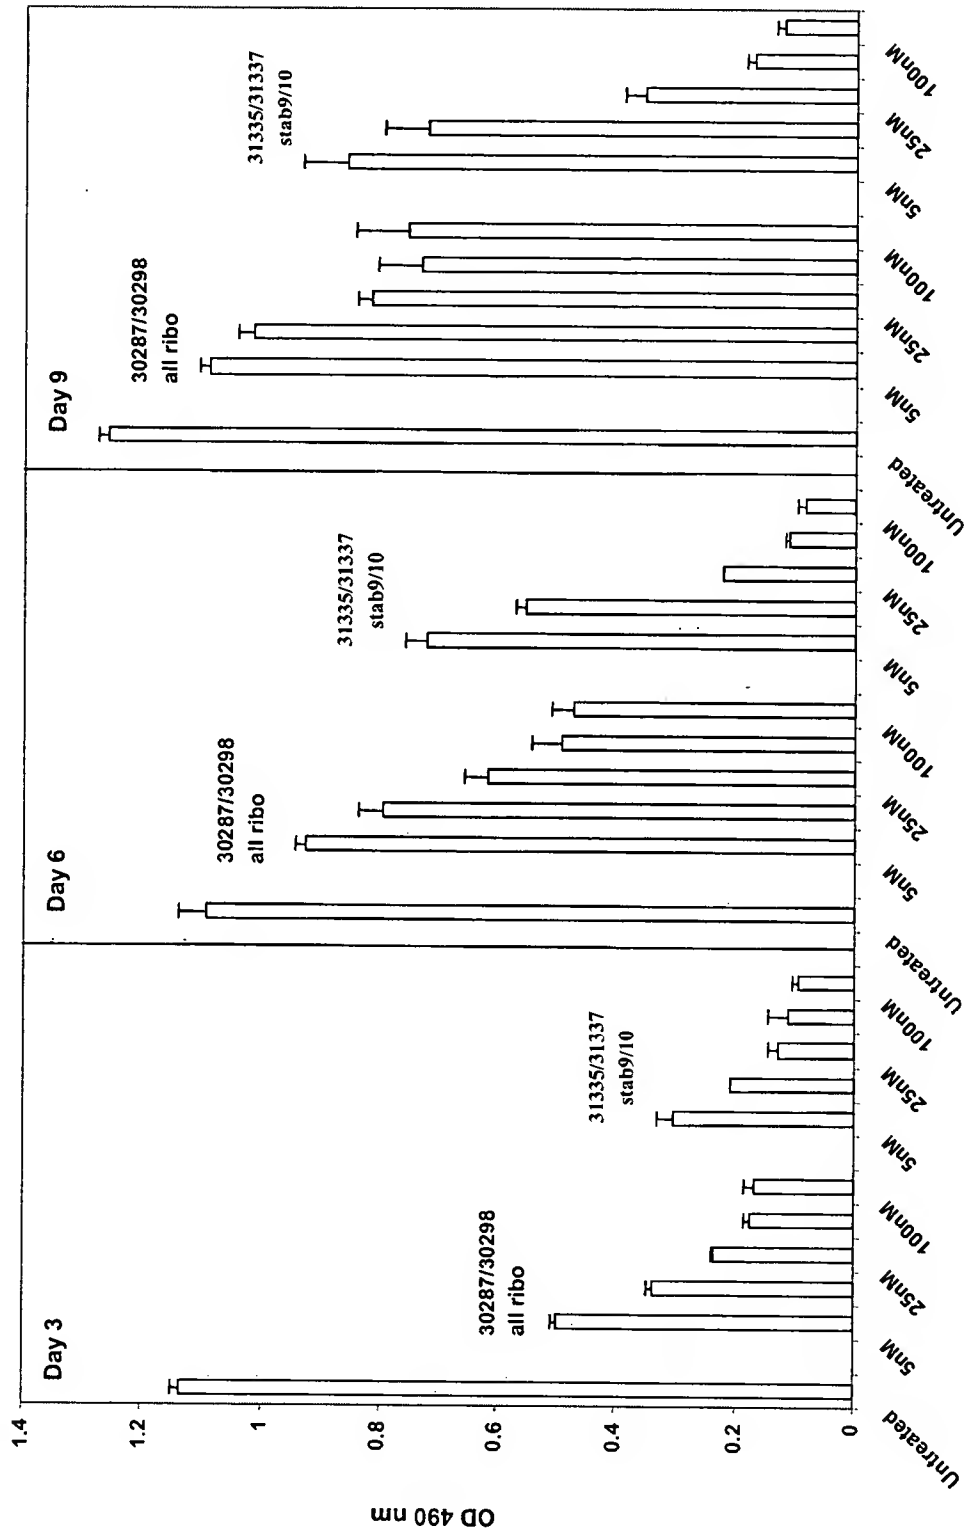 Day 3
Day 6
Day 9
30287/30298
all ribo
31335/31337
stab9/10
30287/30298
all ribo
31335/31337
stab9/10
30287/30298
all ribo
31335/31337
stab9/10
OD 490 nm
1.4
1.2
1
0.8
0.6
0.4
0.2
0
Untreated
5nM
25nM
100nM
5nM
25nM
100nM
Untreated
5nM
25nM
100nM
5nM
25nM
100nM
Untreated
5nM
25nM
100nM
5nM
25nM
100nM